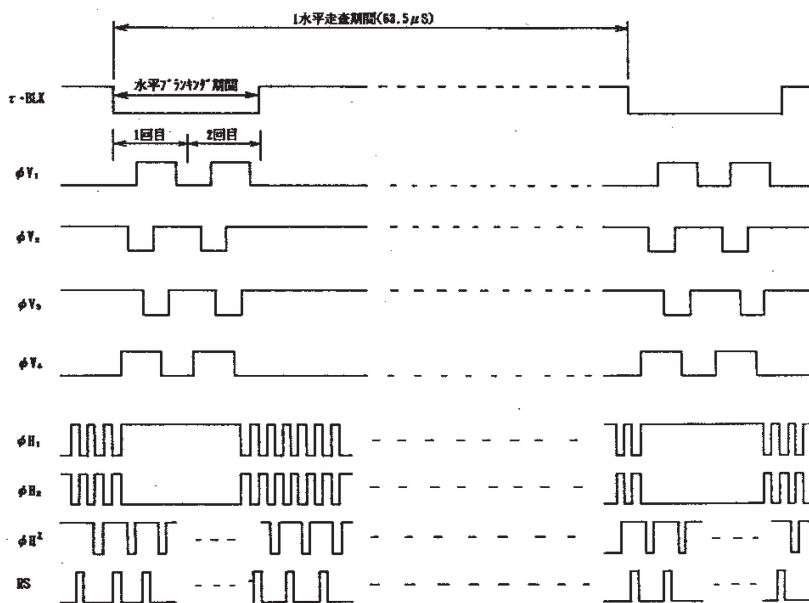 1水平走査期間(63.5μS)
τ・BLK
水平ブランキング期間
1回目
2回目
φV₁
φV₂
φV₃
φV₄
φH₁
φH₂
RS